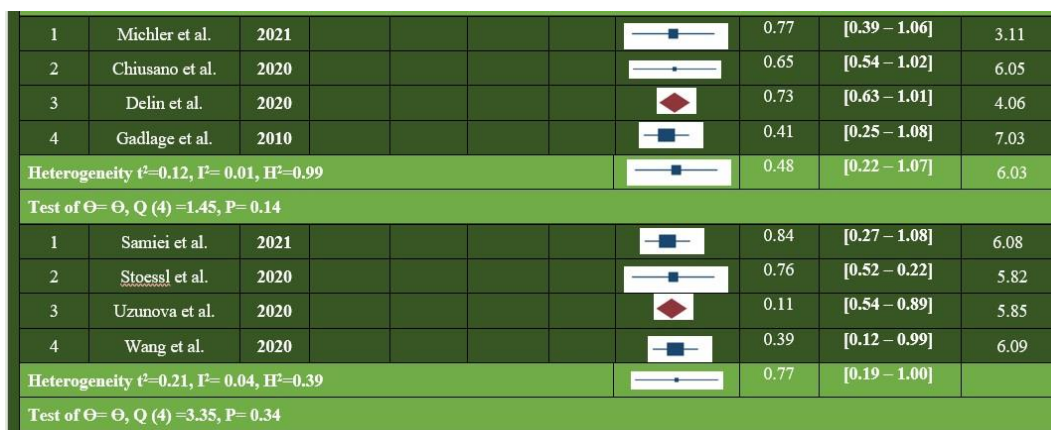 1 Michler et al. 2021 0.77 [0.39 – 1.06] 3.11
2 Chiusano et al. 2020 0.65 [0.54 – 1.02] 6.05
3 Delin et al. 2020 0.73 [0.63 – 1.01] 4.06
4 Gadlage et al. 2010 0.41 [0.25 – 1.08] 7.03
Heterogeneity t²=0.12, I²= 0.01, H²=0.99 0.48 [0.22 – 1.07] 6.03
Test of Ɵ= Ɵ, Q (4) =1.45, P= 0.14
1 Samiei et al. 2021 0.84 [0.27 – 1.08] 6.08
2 Stoessl et al. 2020 0.76 [0.52 – 0.22] 5.82
3 Uzunova et al. 2020 0.11 [0.54 – 0.89] 5.85
4 Wang et al. 2020 0.39 [0.12 – 0.99] 6.09
Heterogeneity t²=0.21, I²= 0.04, H²=0.39 0.77 [0.19 – 1.00]
Test of Ɵ= Ɵ, Q (4) =3.35, P= 0.34